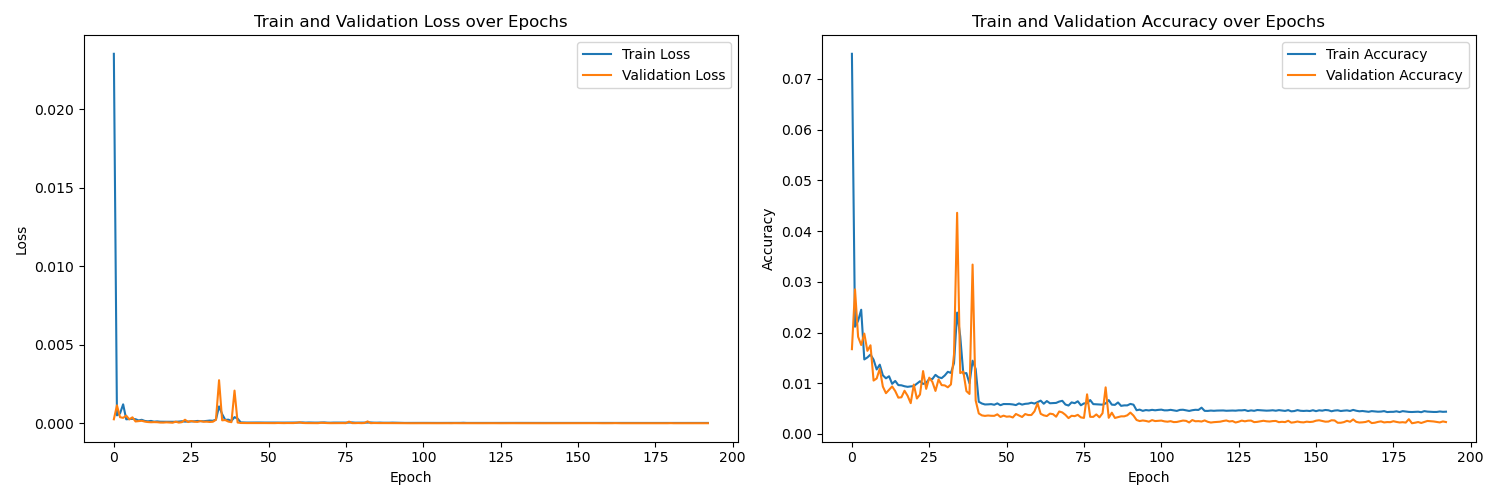 Train and Validation Loss over Epochs
Train Loss
Validation Loss
0.020
0.015
0.010
0.005
0.000
Loss
0 25 50 75 100 125 150 175 200
Epoch
Train and Validation Accuracy over Epochs
Train Accuracy
Validation Accuracy
0.07
0.06
0.05
0.04
0.03
0.02
0.01
0.00
Accuracy
0 25 50 75 100 125 150 175 200
Epoch